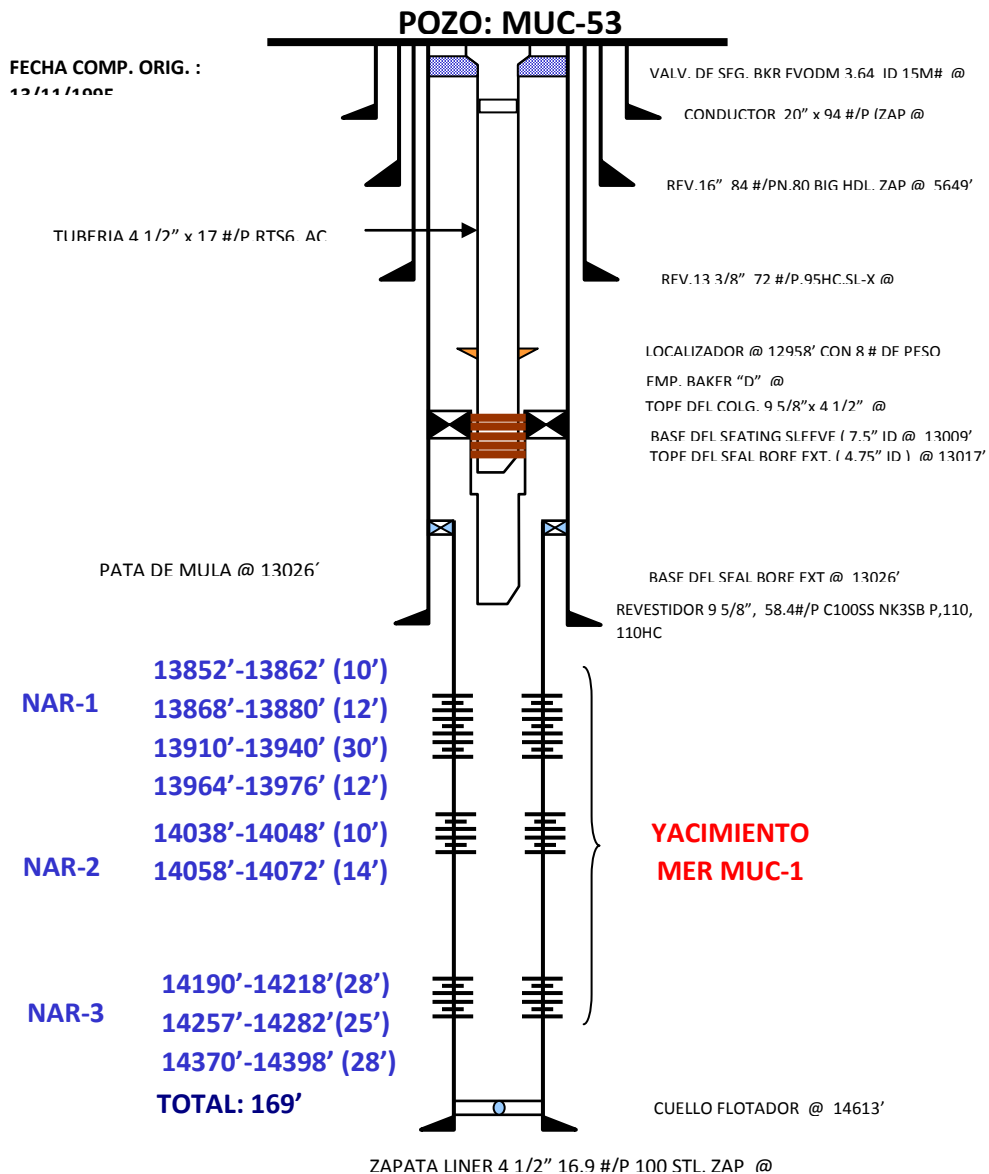 POZO: MUC-53
FECHA COMP. ORIG. :
13/11/1995
VALV. DE SEG. BKR FVODM 3.64 ID 15M# @
CONDUCTOR 20” x 94 #/P (ZAP @
REV.16” 84 #/PN.80 BIG HDL. ZAP @ 5649’
TUBERIA 4 1/2” x 17 #/P RTS6. AC
REV.13 3/8” 72 #/P.95HC.SL-X @
LOCALIZADOR @ 12958’ CON 8 # DE PESO
EMP. BAKER “D” @
TOPE DEL COLG. 9 5/8”x 4 1/2” @
BASE DEL SEATING SLEEVE ( 7.5” ID @ 13009’
TOPE DEL SEAL BORE EXT. ( 4.75” ID ) @ 13017’
PATA DE MULA @ 13026´
BASE DEL SEAL BORE EXT @ 13026’
REVESTIDOR 9 5/8”, 58.4#/P C100SS NK3SB P,110,
110HC
13852’-13862’ (10’)
NAR-1
13868’-13880’ (12’)
13910’-13940’ (30’)
13964’-13976’ (12’)
14038’-14048’ (10’)
NAR-2
14058’-14072’ (14’)
YACIMIENTO
MER MUC-1
14190’-14218’(28’)
NAR-3
14257’-14282’(25’)
14370’-14398’ (28’)
TOTAL: 169’
CUELLO FLOTADOR @ 14613’
ZAPATA LINER 4 1/2” 16.9 #/P 100 STL. ZAP @